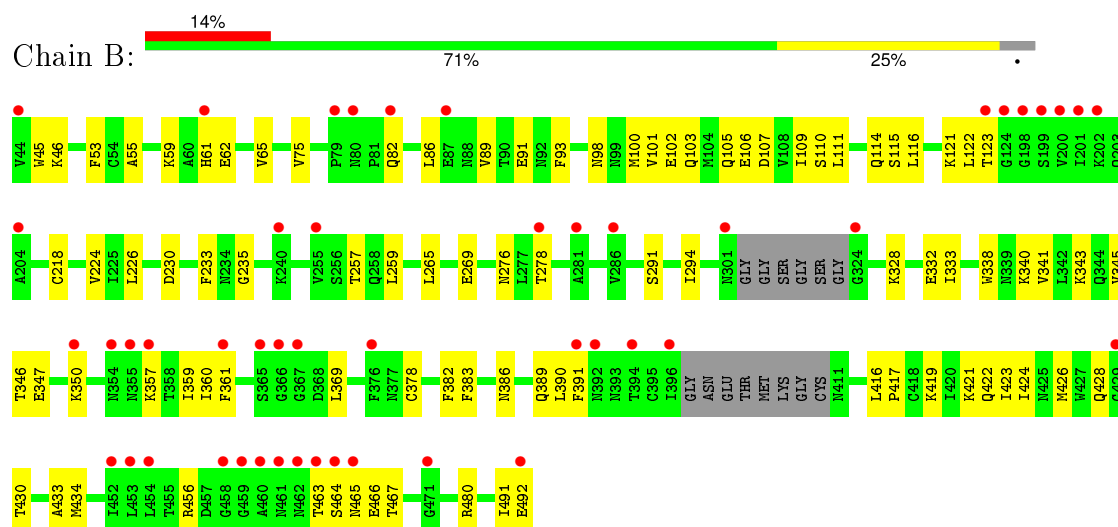 14%
Chain B:
71% 25% •
V44 W45 K46 F53 C54 A55 K59 A60 H61 E62 V65 V75 P79 N80 P81 Q82 L86 E87 N88 V89 T90 E91 N92 F93 N98 N99 M100 V101 E102 Q103 M104 Q105 E106 D107 V108 I109 S110 L111 Q114 S115 L116 K121 L122 T123 G124 G198 S199 V200 I201 K202 Q203
A204 C218 V224 I225 L226 D230 F233 N234 G235 K240 V255 S256 T257 Q258 L259 L265 E269 N276 L277 T278 A281 V286 S291 I294 N301 GLY GLY SER GLY SER GLY G324 K328 E332 I333 W338 N339 K340 V341 L342 K343 Q344 V345
T346 E347 K350 N354 N355 K357 T358 I359 I360 F361 S365 G366 G367 D368 L369 F376 N377 C378 F382 F383 N386 Q389 L390 F391 N392 N393 T394 C395 I396 GLY ASN GLU THR MET LYS GLY CYS N411 L416 P417 C418 K419 I420 K421 Q422 I423 I424 N425 M426 W427 Q428 G429
T430 A433 M434 I452 L453 L454 T455 R456 D457 G458 G459 A460 N461 N462 T463 S464 N465 E466 T467 G471 R480 I491 E492